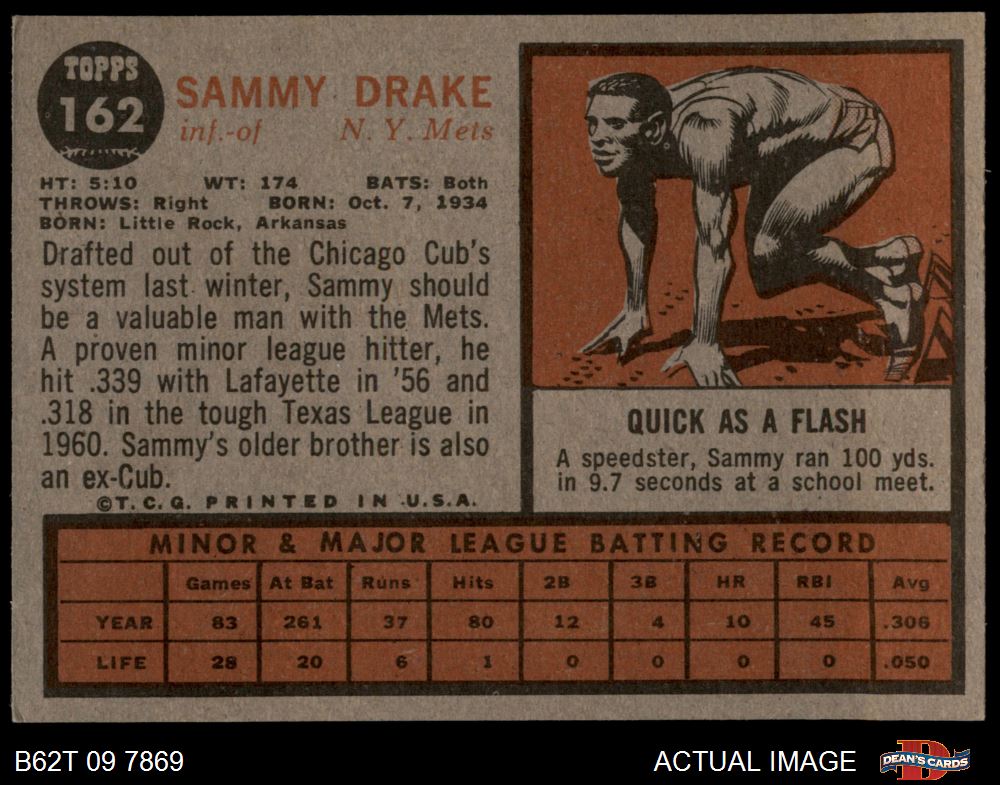 TOPPS
162
SAMMY DRAKE
inf.-of N. Y. Mets
HT: 5:10 WT: 174 BATS: Both
THROWS: Right BORN: Oct. 7, 1934
BORN: Little Rock, Arkansas
Drafted out of the Chicago Cub's
system last winter, Sammy should
be a valuable man with the Mets.
A proven minor league hitter, he
hit .339 with Lafayette in '56 and
.318 in the tough Texas League in
1960. Sammy's older brother is also
an ex-Cub.
©T. C. G. PRINTED IN U.S.A.
QUICK AS A FLASH
A speedster, Sammy ran 100 yds.
in 9.7 seconds at a school meet.
MINOR & MAJOR LEAGUE BATTING RECORD
Games At Bat Runs Hits 2B 3B HR RBI Avg
YEAR 83 261 37 80 12 4 10 45 .306
LIFE 28 20 6 1 0 0 0 0 .050
B62T 09 7869 ACTUAL IMAGE DEAN'S CARDS